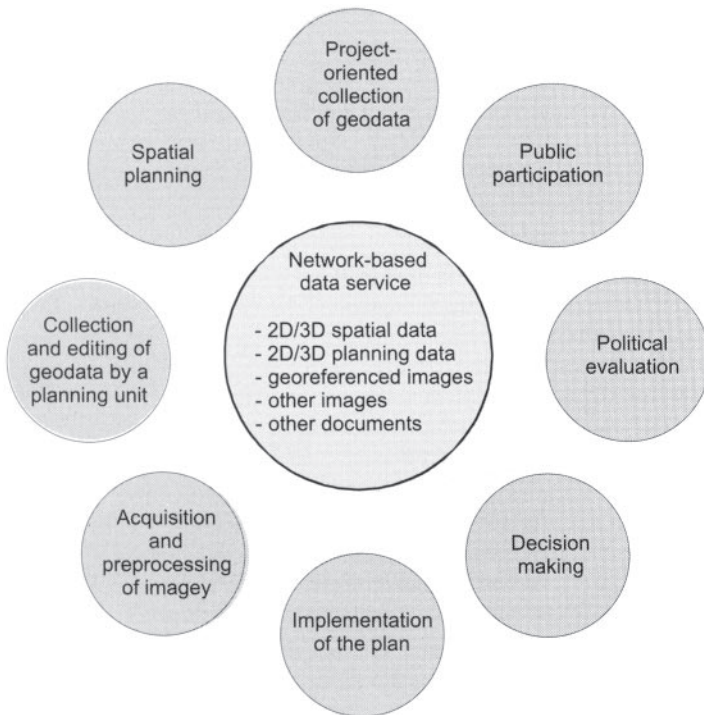 Project-
oriented
collection
of geodata
Public
participation
Political
evaluation
Decision
making
Implementation
of the plan
Acquisition
and
preprocessing
of imagey
Collection
and editing of
geodata by a
planning unit
Spatial
planning
Network-based
data service
- 2D/3D spatial data
- 2D/3D planning data
- georeferenced images
- other images
- other documents